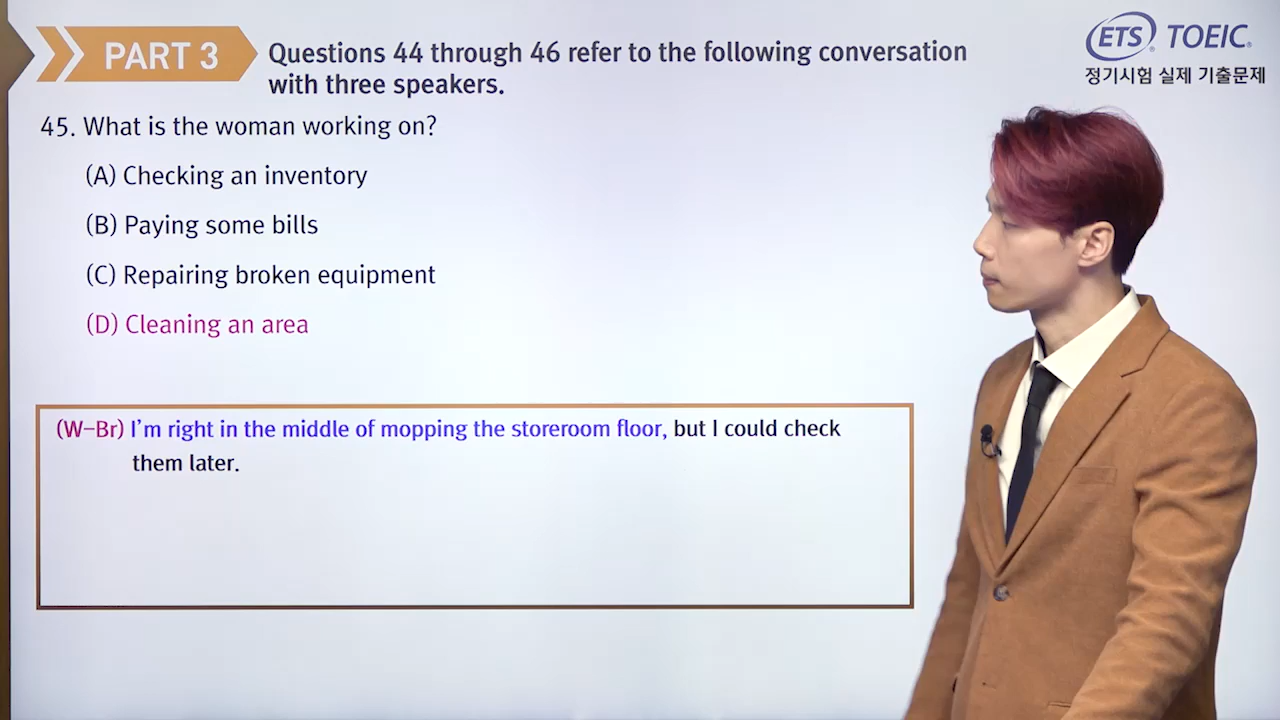 PART 3
Questions 44 through 46 refer to the following conversation
with three speakers.
ETS® TOEIC®
정기시험 실제 기출문제
45. What is the woman working on?
(A) Checking an inventory
(B) Paying some bills
(C) Repairing broken equipment
(D) Cleaning an area
(W-Br) I'm right in the middle of mopping the storeroom floor, but I could check
them later.